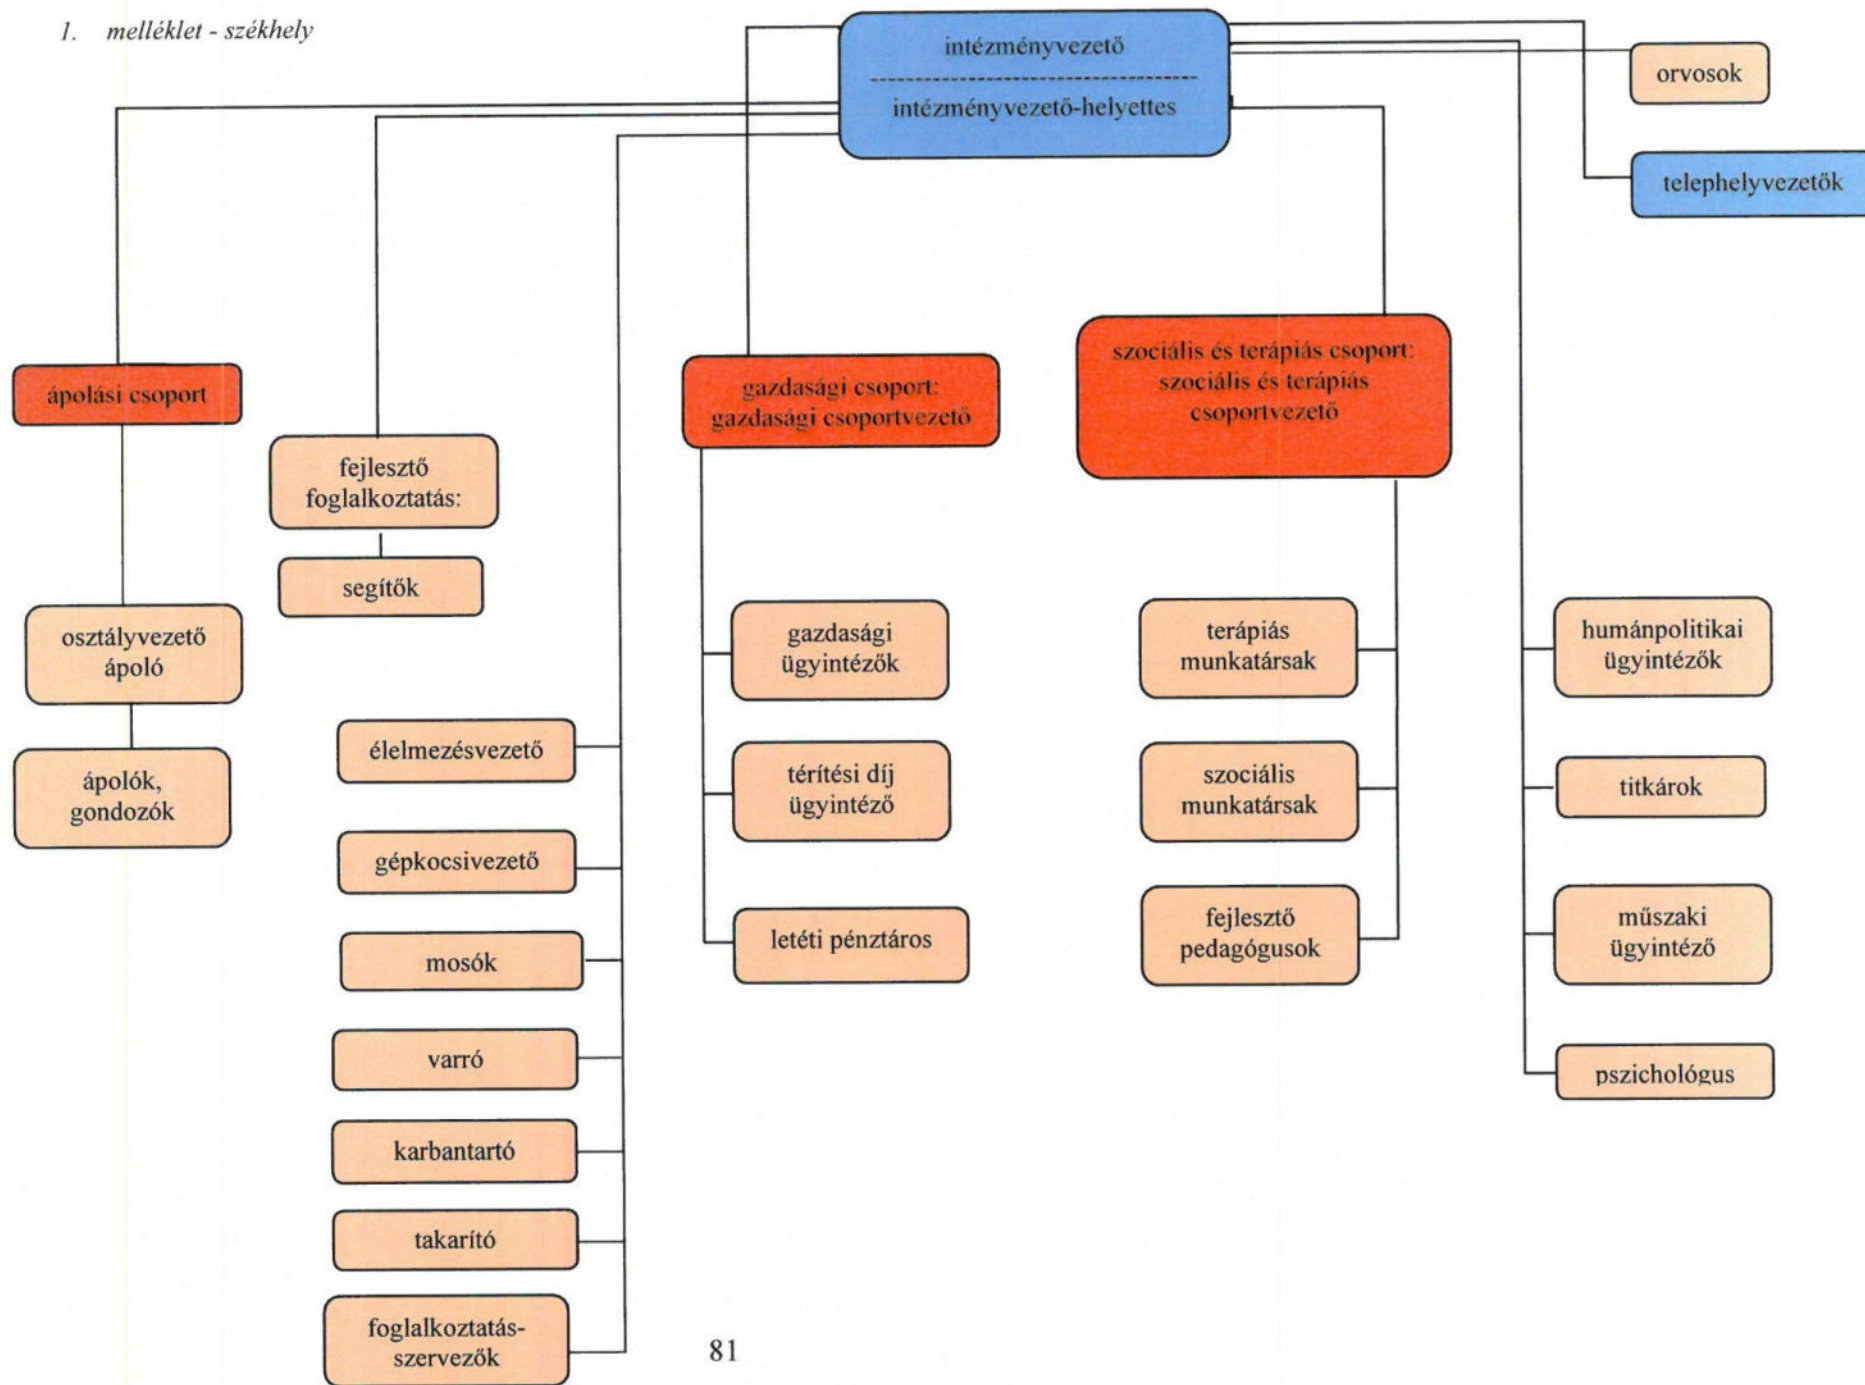 1. melléklet - székhely
intézményvezető
intézményvezető-helyettes
orvosok
telephelyvezetők
ápolási csoport
fejlesztő
foglalkoztatás:
segítők
gazdasági csoport:
gazdasági csoportvezető
szociális és terápiás csoport:
szociális és terápiás
csoportvezető
osztályvezető
ápoló
ápolók,
gondozók
élelmezésvezető
gépkocsivezető
mosók
varró
karbantartó
takarító
foglalkoztatás-
szervezők
gazdasági
ügyintézők
térítési díj
ügyintéző
letéti pénztáros
terápiás
munkatársak
szociális
munkatársak
fejlesztő
pedagógusok
humánpolitikai
ügyintézők
titkárok
műszaki
ügyintéző
pszichológus
81